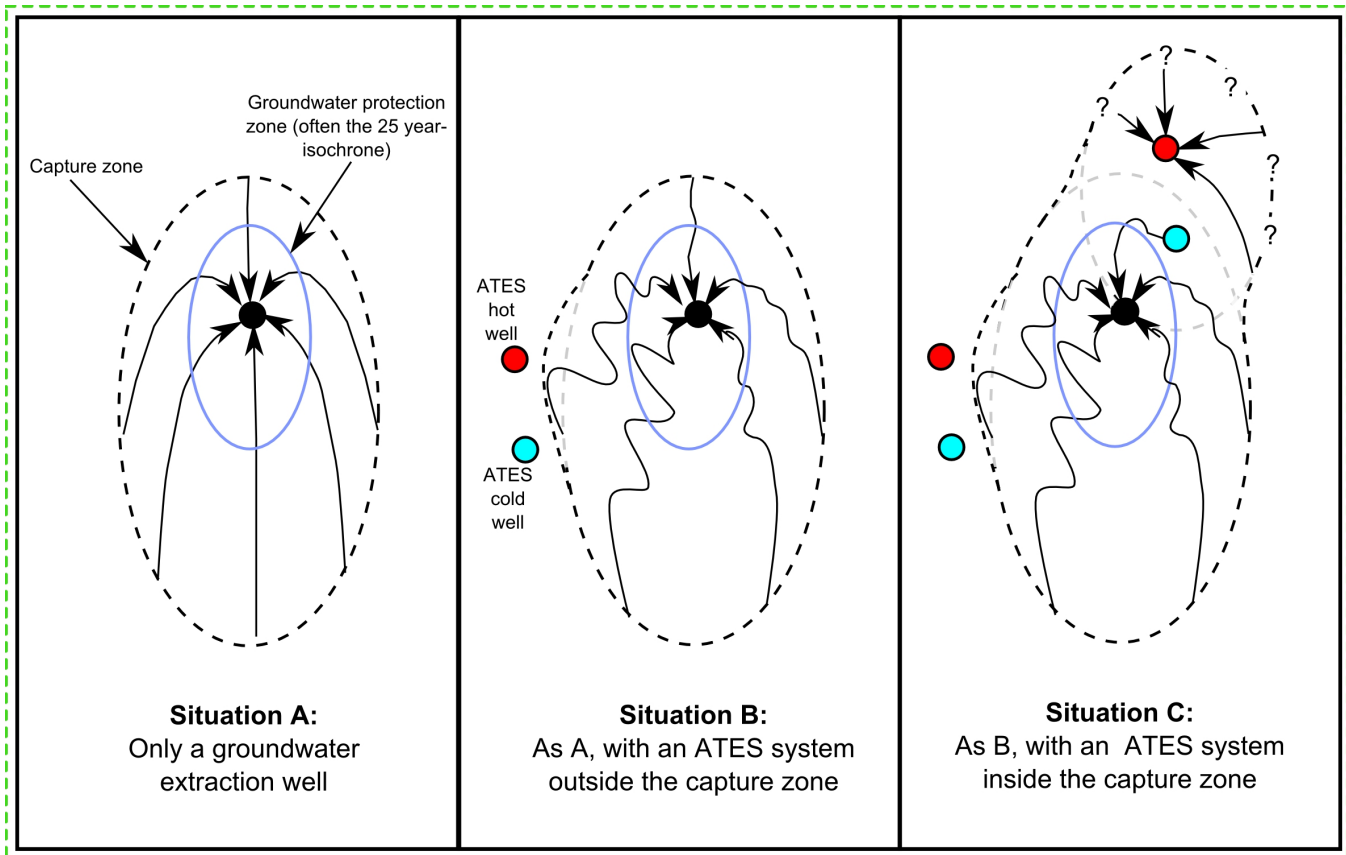 Groundwater protection
zone (often the 25 year-
isochrone)
Capture zone
Situation A:
Only a groundwater
extraction well
ATES
hot
well
ATES
cold
well
Situation B:
As A, with an ATES system
outside the capture zone
?
?
?
?
?
Situation C:
As B, with an ATES system
inside the capture zone